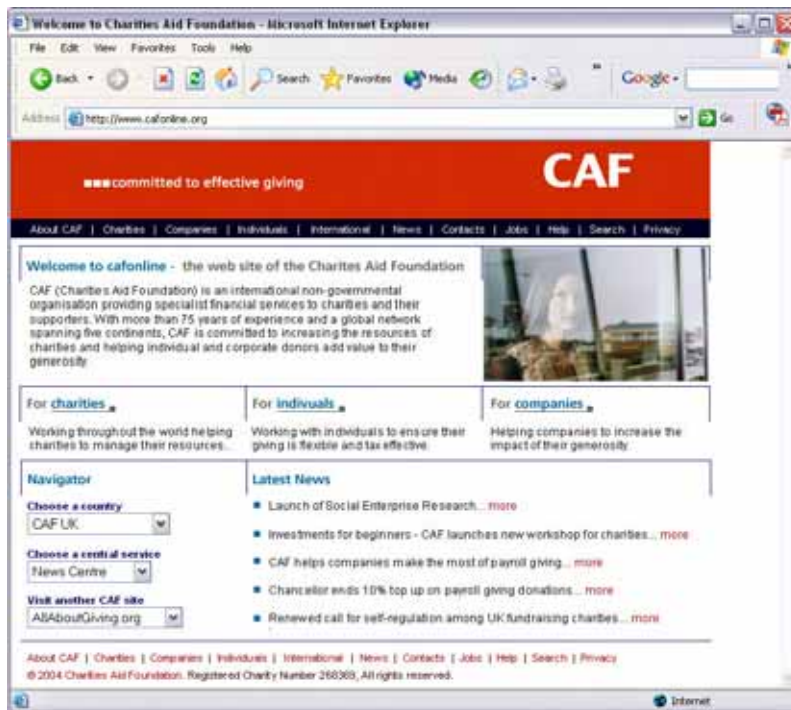 Welcome to Charities Aid Foundation - Microsoft Internet Explorer
File Edit View Favorites Tools Help
Back Search Favorites Media Google
Address http://www.cafonline.org Go
committed to effective giving
CAF
About CAF | Charities | Companies | Individuals | International | News | Contacts | Jobs | Help | Search | Privacy
Welcome to cafonline - the web site of the Charites Aid Foundation
CAF (Charities Aid Foundation) is an international non-governmental
organisation providing specialist financial services to charities and their
supporters. With more than 75 years of experience and a global network
spanning five continents, CAF is committed to increasing the resources of
charities and helping individual and corporate donors add value to their
generosity
For charities
Working throughout the world helping
charities to manage their resources...
For indivuals
Working with individuals to ensure their
giving is flexible and tax effective.
For companies
Helping companies to increase the
impact of their generosity.
Navigator
Choose a country
CAF UK
Choose a central service
News Centre
Visit another CAF site
AllAboutGiving.org
Latest News
Launch of Social Enterprise Research... more
Investments for beginners - CAF launches new workshop for charities... more
CAF helps companies make the most of payroll giving... more
Chancellor ends 10% top up on payroll giving donations... more
Renewed call for self-regulation among UK fundraising charities... more
About CAF | Charities | Companies | Individuals | International | News | Contacts | Jobs | Help | Search | Privacy
© 2004 Charities Aid Foundation. Registered Charity Number 268369, All rights reserved.
Internet